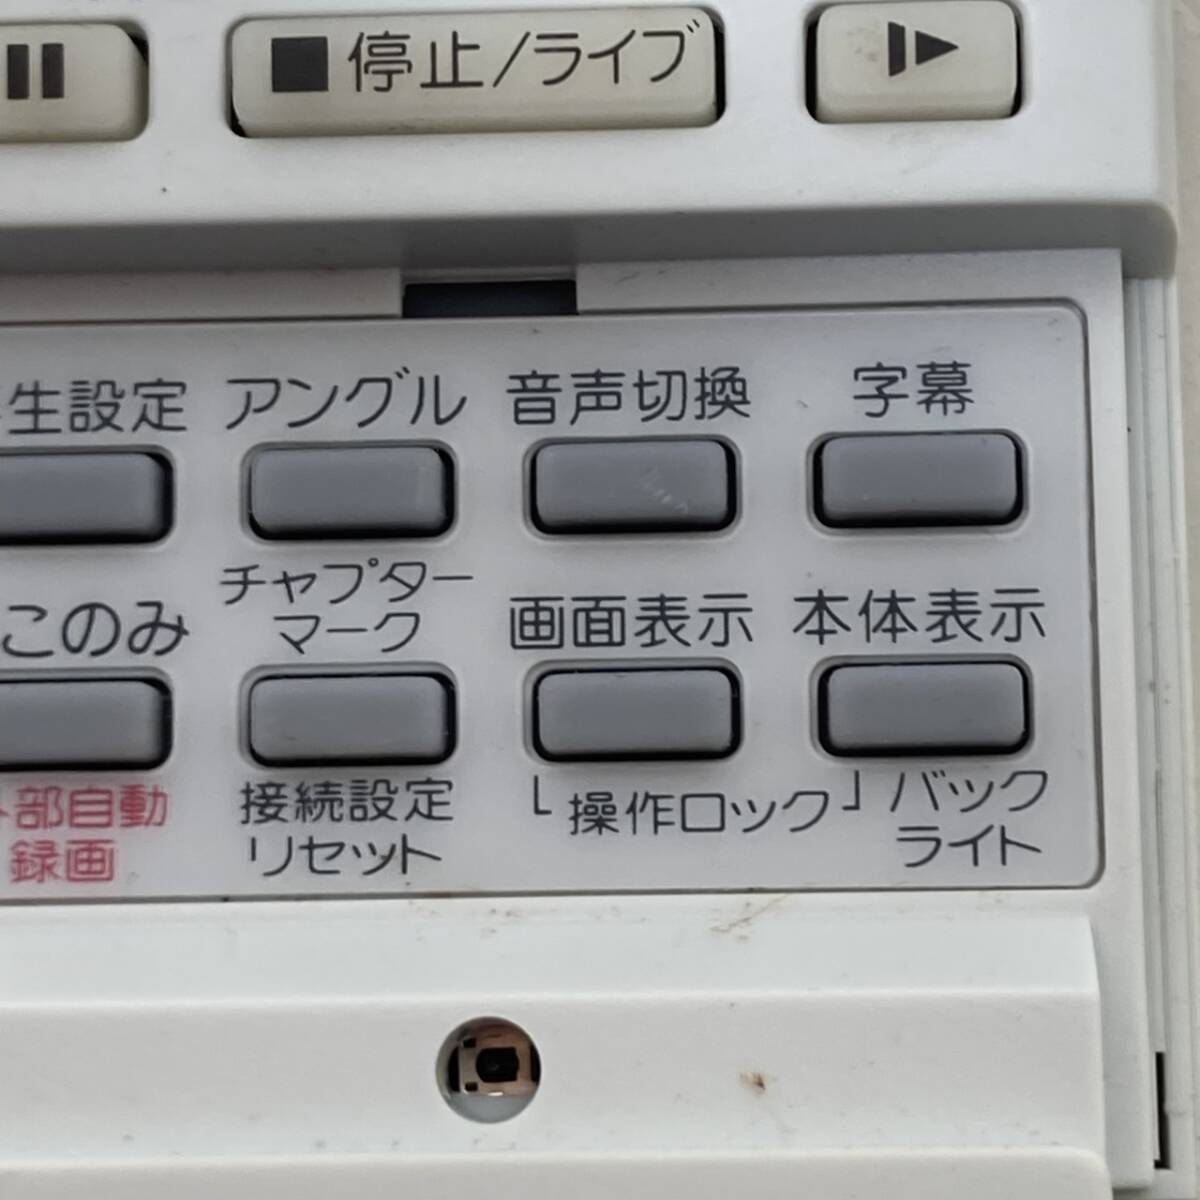 停止/ライブ
生設定 アングル 音声切換 字幕
チャプター
マーク
このみ 画面表示 本体表示
部自動
録画
接続設定
リセット
「操作ロック」
バック
ライト